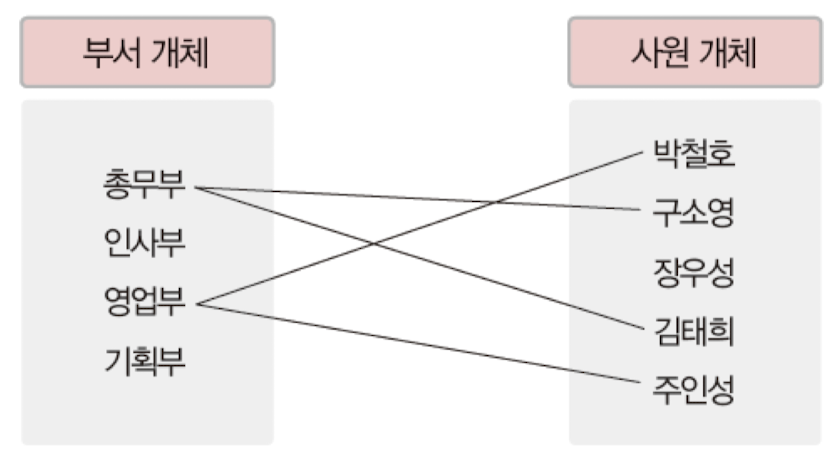 부서 개체
총무부
인사부
영업부
기획부
사원 개체
박철호
구소영
장우성
김태희
주인성